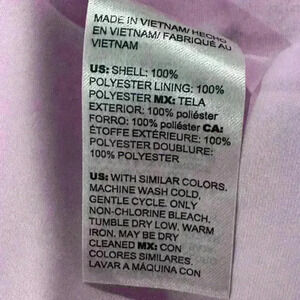 MADE IN VIETNAM/ HECHO
EN VIETNAM/ FABRIQUÉ AU
VIETNAM
US: SHELL: 100%
POLYESTER LINING: 100%
POLYESTER MX: TELA
EXTERIOR: 100% poliéster
FORRO: 100% poliéster CA:
ÉTOFFE EXTÉRIEURE: 100%
POLYESTER DOUBLURE:
100% POLYESTER
US: WITH SIMILAR COLORS.
MACHINE WASH COLD,
GENTLE CYCLE. ONLY
NON-CHLORINE BLEACH,
TUMBLE DRY LOW, WARM
IRON, MAY BE DRY
CLEANED MX: CON
COLORES SIMILARES.
LAVAR A MÁQUINA CON